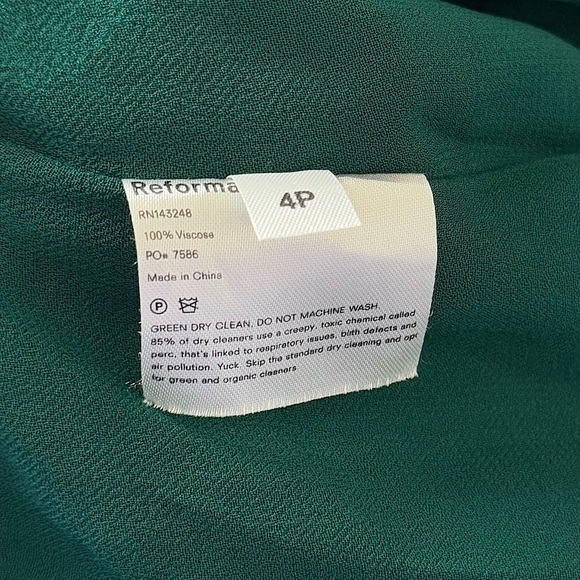 Reforma
4P
RN143248
100% Viscose
PO# 7586
Made in China
P
GREEN DRY CLEAN, DO NOT MACHINE WASH
85% of dry cleaners use a creepy, toxic chemical called
perc, that's linked to respiratory issues, birth defects and
air pollution. Yuck. Skip the standard dry cleaning and opt
for green and organic cleaners